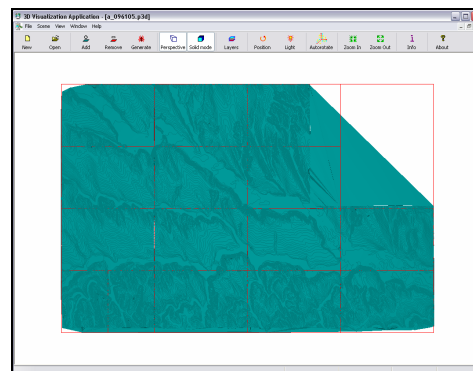 3D Visualization Application - [a_096105.p3d]
File Scene View Window Help
New Open Add Remove Generate Perspective Solid mode Layers Position Light Autorotate Zoom In Zoom Out Info About